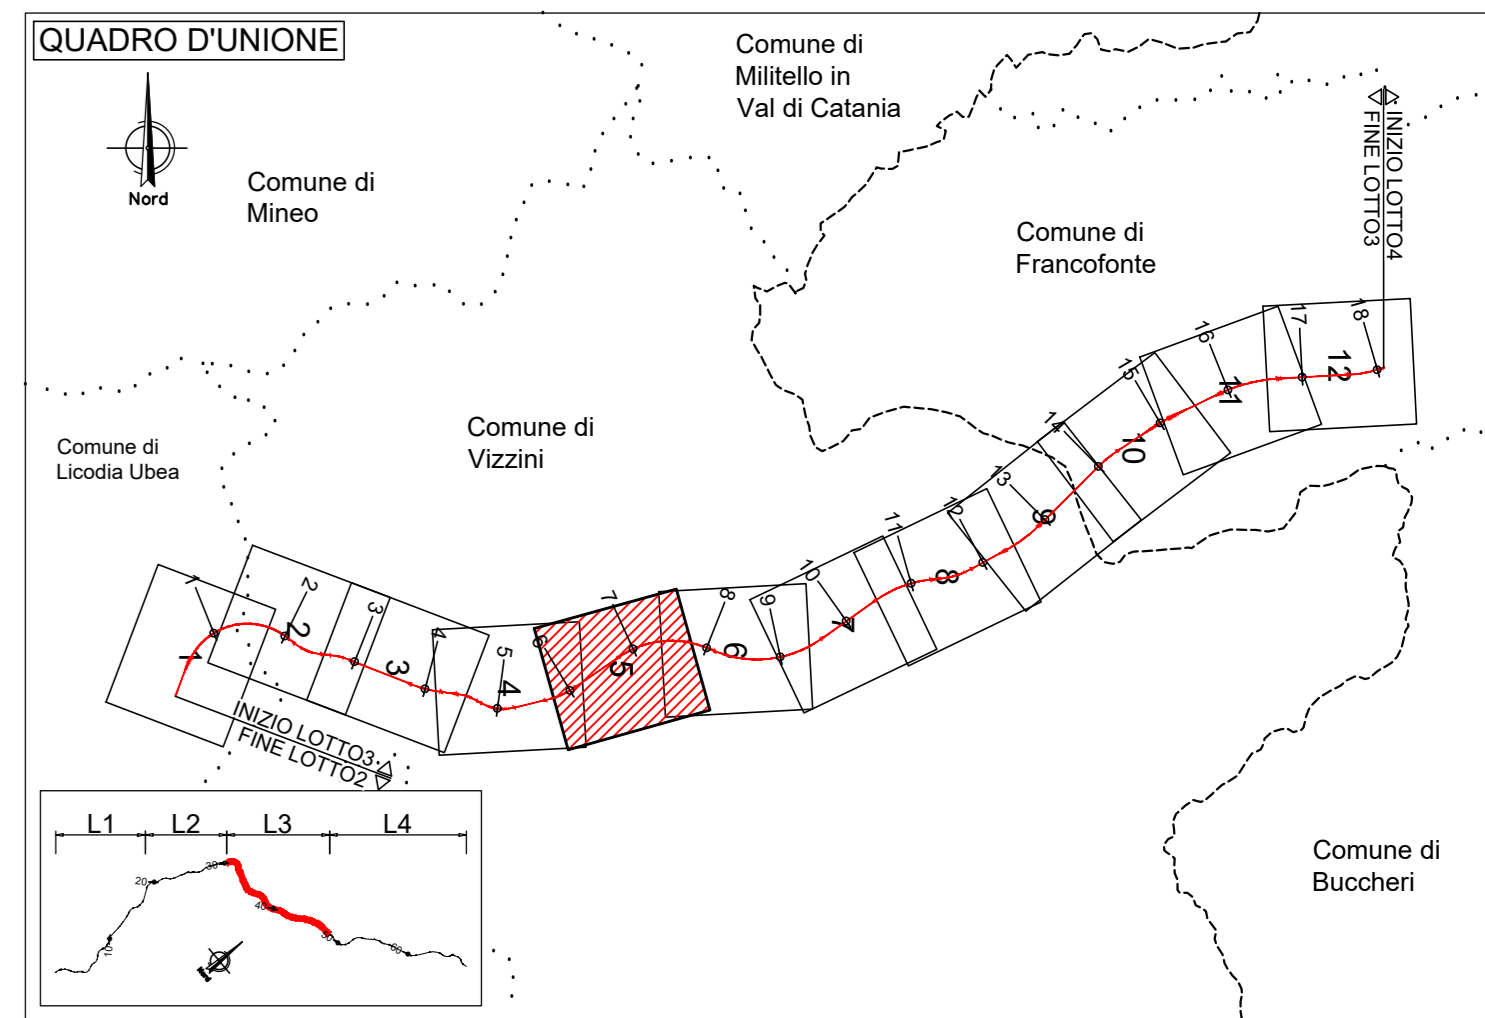 QUADRO D'UNIONE
Nord
Comune di
Mineo
Comune di
Militello in
Val di Catania
Comune di
Francofonte
INIZIO LOTTO4
FINE LOTTO3
Comune di
Licodia Ubea
Comune di
Vizzini
Comune di
Buccheri
1
2
3
4
5
6
7
8
9
10
11
12
13
14
15
16
17
18
1
2
3
4
5
6
7
8
9
10
11
12
INIZIO LOTTO3
FINE LOTTO2
L1
L2
L3
L4
10
20
30
40
50
60
Nord